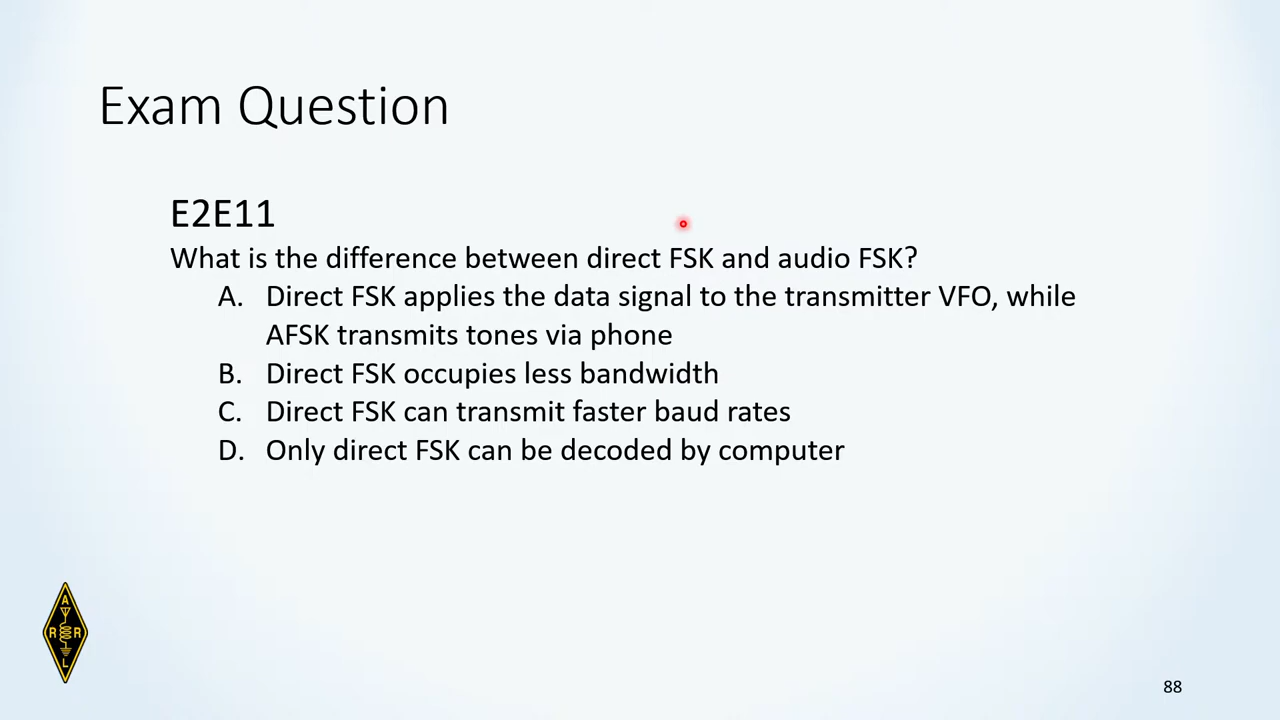 Exam Question
E2E11
What is the difference between direct FSK and audio FSK?
A. Direct FSK applies the data signal to the transmitter VFO, while
AFSK transmits tones via phone
B. Direct FSK occupies less bandwidth
C. Direct FSK can transmit faster baud rates
D. Only direct FSK can be decoded by computer
A
R R
L
88